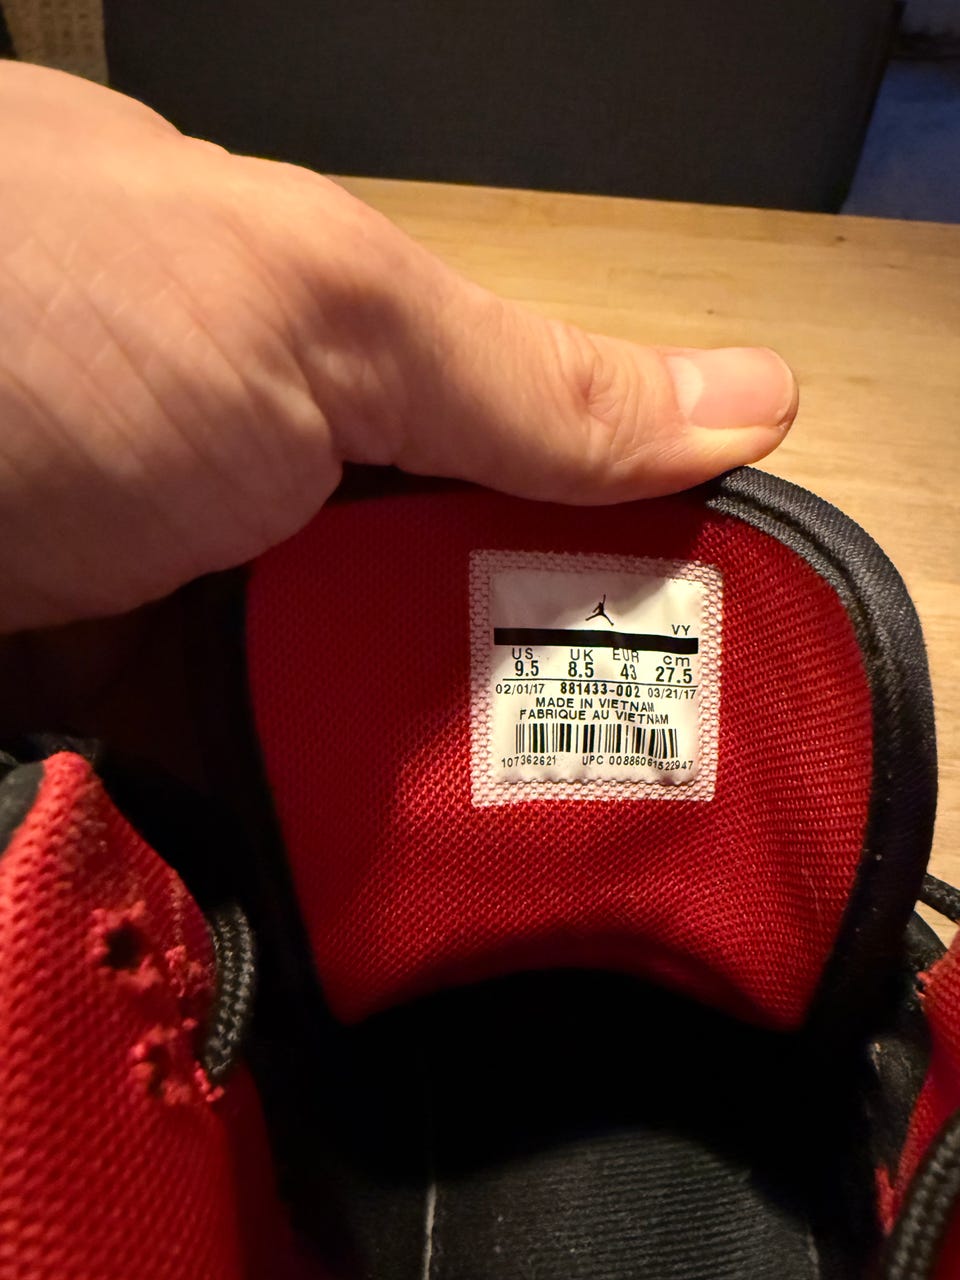 VY
US UK EUR cm
9.5 8.5 43 27.5
02/01/17 881433-002 03/21/17
MADE IN VIETNAM
FABRIQUE AU VIETNAM
107362621 UPC 00886061522947